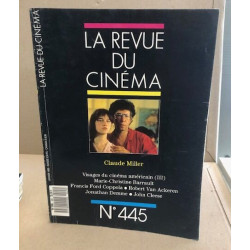 LA REVUE DU CINÉMA
LA REVUE
DU
CINÉMA
Claude Miller
Visages du cinéma américain (III)
Marie-Christine Barrault
Francis Ford Coppola • Robert Van Ackeren
Jonathan Demme • John Cleese
N° 445